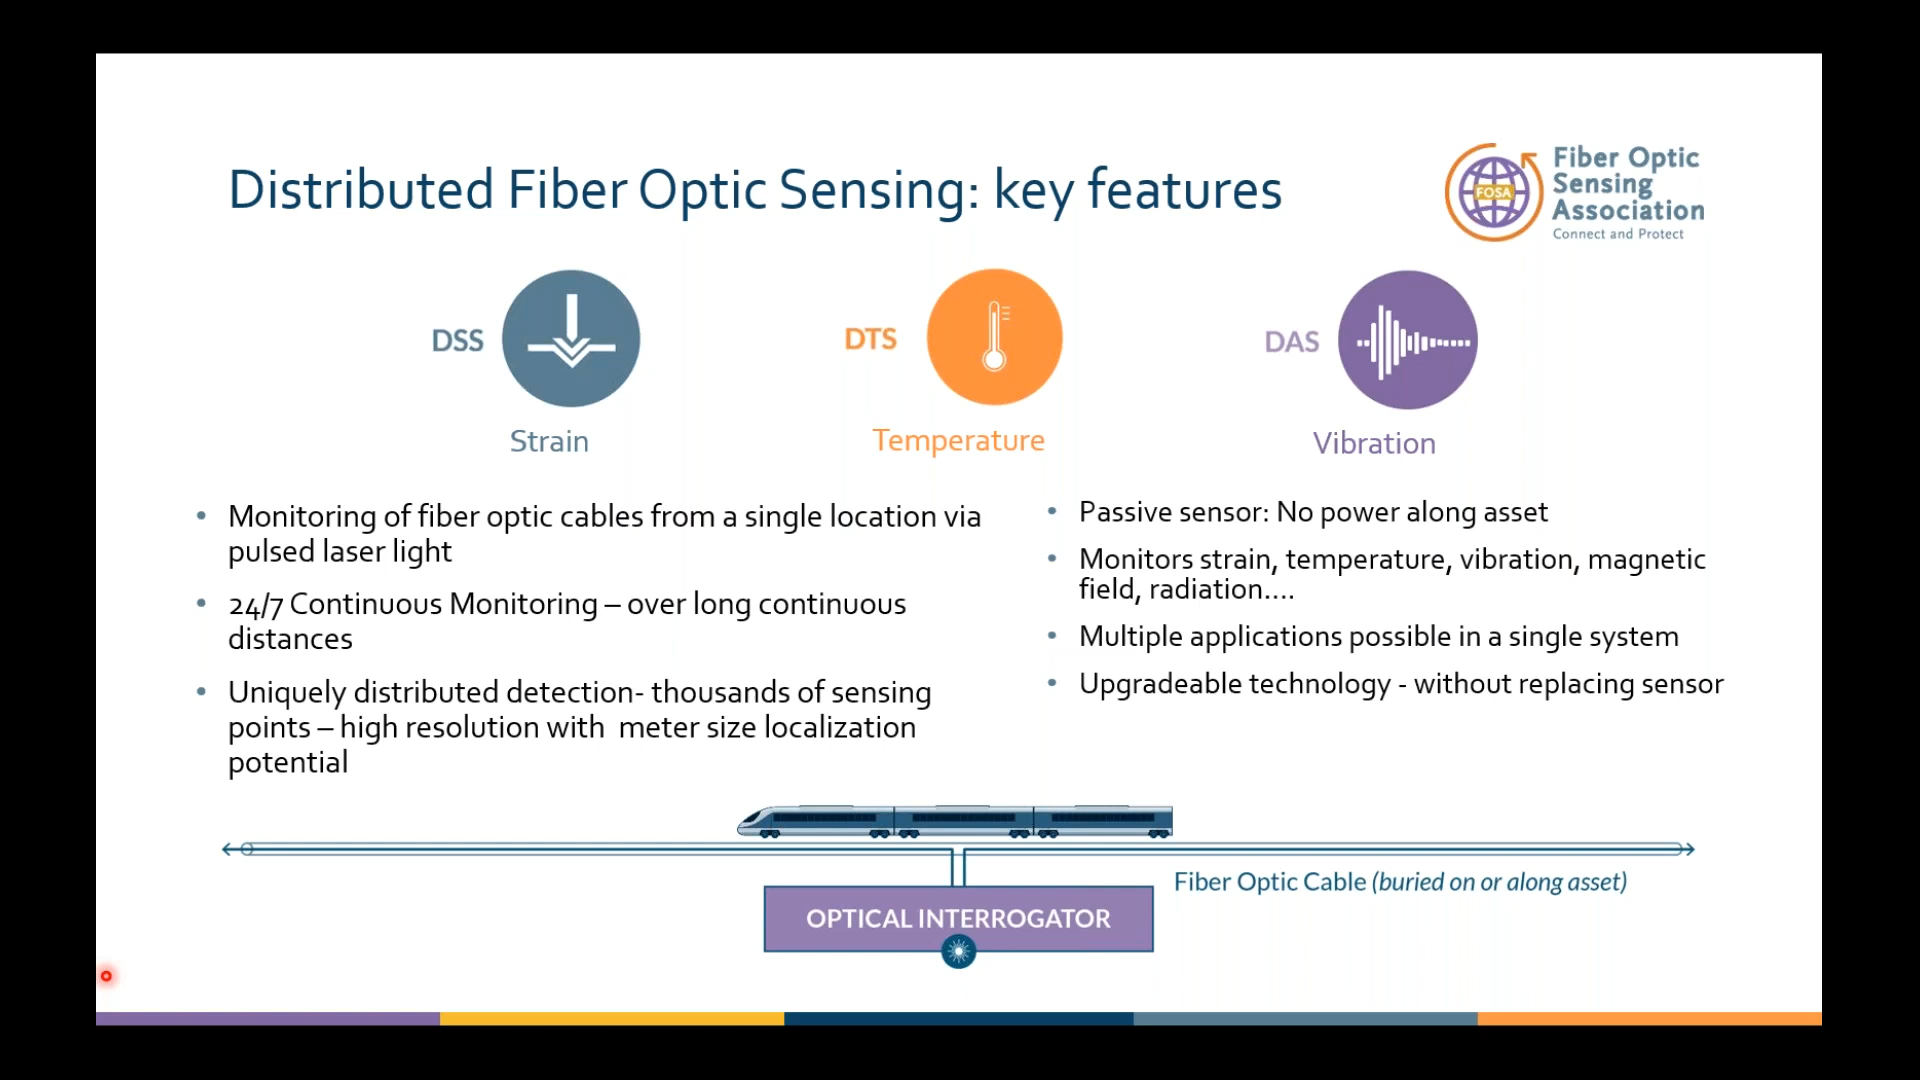 Distributed Fiber Optic Sensing: key features
Fiber Optic
Sensing
Association
Connect and Protect
FOSA
DSS
DTS
DAS
Strain
Temperature
Vibration
• Monitoring of fiber optic cables from a single location via
pulsed laser light
• 24/7 Continuous Monitoring – over long continuous
distances
• Uniquely distributed detection- thousands of sensing
points – high resolution with  meter size localization
potential
• Passive sensor: No power along asset
• Monitors strain, temperature, vibration, magnetic
field, radiation....
• Multiple applications possible in a single system
• Upgradeable technology - without replacing sensor
Fiber Optic Cable (buried on or along asset)
OPTICAL INTERROGATOR